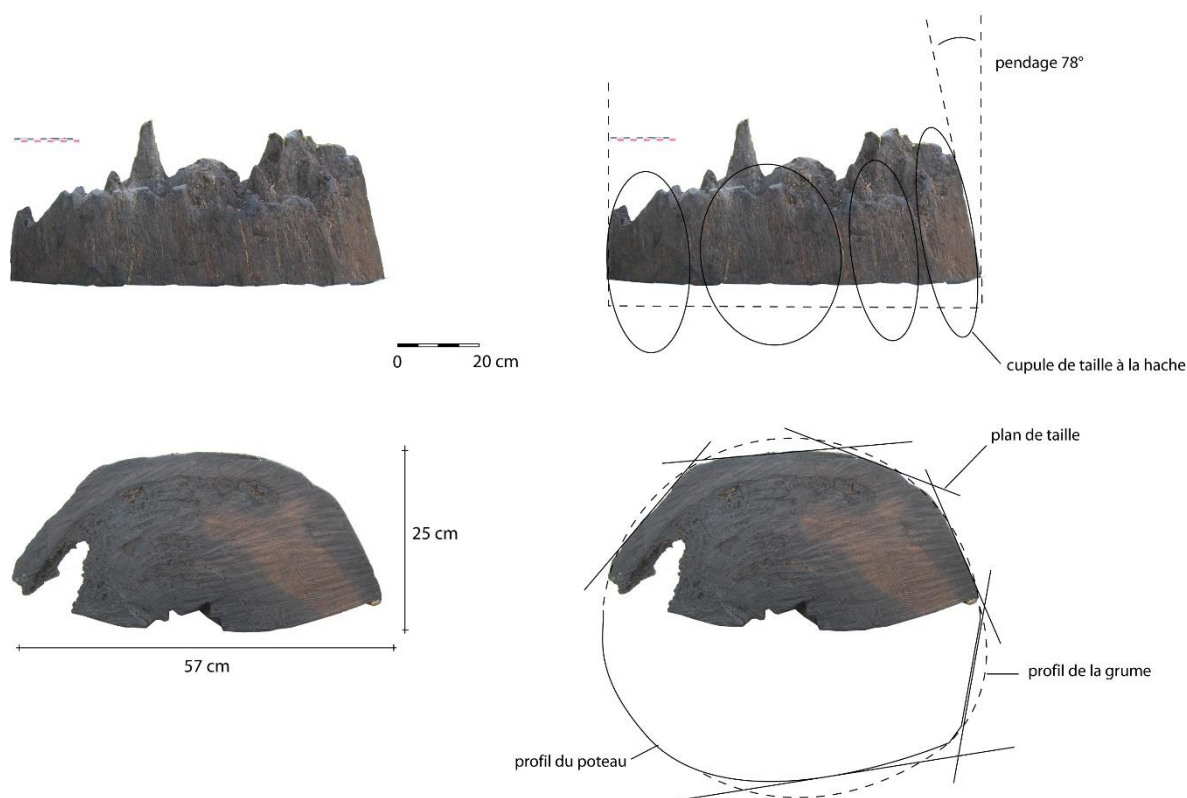 pendage 78°
0
20 cm
cupule de taille à la hache
plan de taille
25 cm
57 cm
profil de la grume
profil du poteau